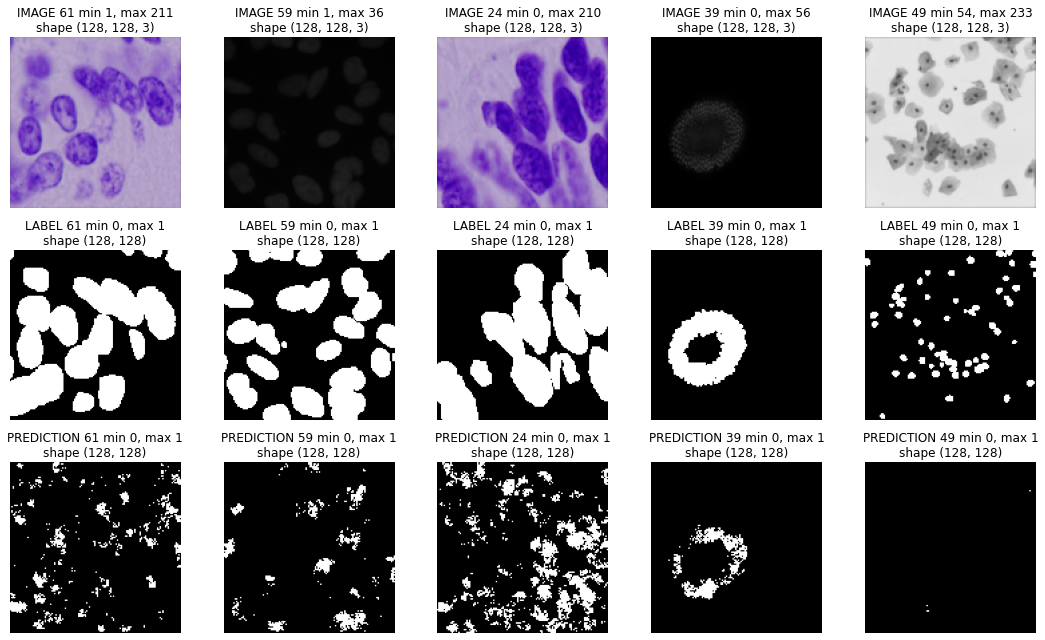 IMAGE 61 min 1, max 211
shape (128, 128, 3)
IMAGE 59 min 1, max 36
shape (128, 128, 3)
IMAGE 24 min 0, max 210
shape (128, 128, 3)
IMAGE 39 min 0, max 56
shape (128, 128, 3)
IMAGE 49 min 54, max 233
shape (128, 128, 3)
LABEL 61 min 0, max 1
shape (128, 128)
LABEL 59 min 0, max 1
shape (128, 128)
LABEL 24 min 0, max 1
shape (128, 128)
LABEL 39 min 0, max 1
shape (128, 128)
LABEL 49 min 0, max 1
shape (128, 128)
PREDICTION 61 min 0, max 1
shape (128, 128)
PREDICTION 59 min 0, max 1
shape (128, 128)
PREDICTION 24 min 0, max 1
shape (128, 128)
PREDICTION 39 min 0, max 1
shape (128, 128)
PREDICTION 49 min 0, max 1
shape (128, 128)